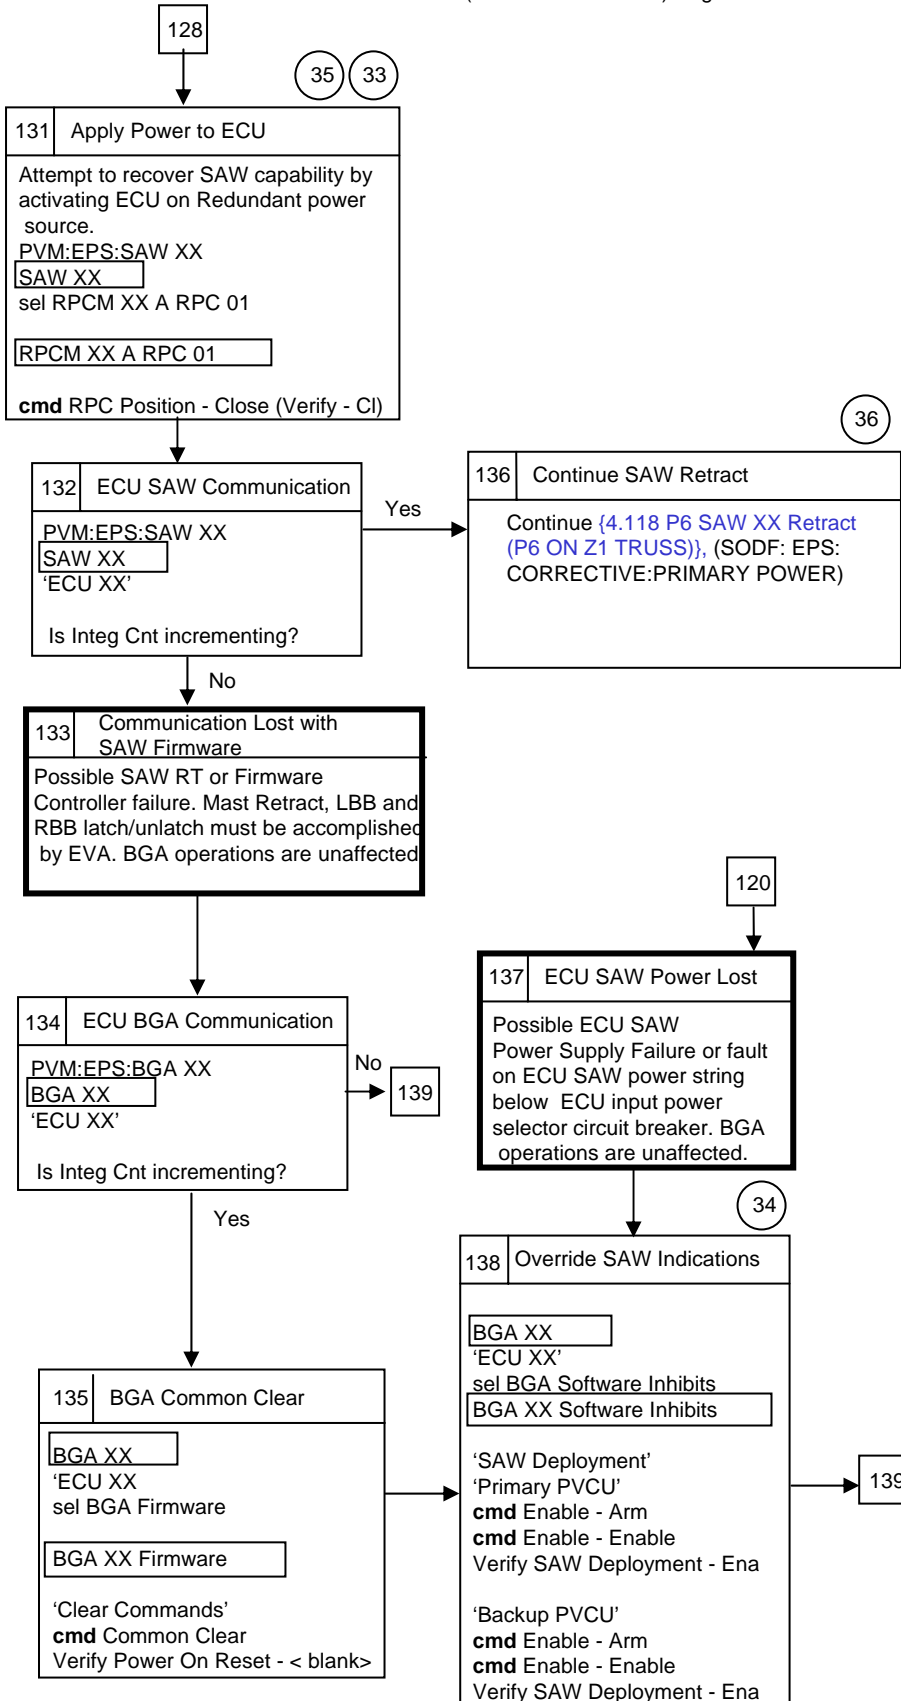 128
35
33
131 Apply Power to ECU
Attempt to recover SAW capability by
activating ECU on Redundant power
source.
PVM:EPS:SAW XX
SAW XX
sel RPCM XX A RPC 01
RPCM XX A RPC 01
cmd RPC Position - Close (Verify - Cl)
36
132 ECU SAW Communication
PVM:EPS:SAW XX
SAW XX
'ECU XX'
Is Integ Cnt incrementing?
Yes
136 Continue SAW Retract
Continue {4.118 P6 SAW XX Retract
(P6 ON Z1 TRUSS)}, (SODF: EPS:
CORRECTIVE:PRIMARY POWER)
No
133 Communication Lost with
SAW Firmware
Possible SAW RT or Firmware
Controller failure. Mast Retract, LBB and
RBB latch/unlatch must be accomplished
by EVA. BGA operations are unaffected
120
137 ECU SAW Power Lost
Possible ECU SAW
Power Supply Failure or fault
on ECU SAW power string
below ECU input power
selector circuit breaker. BGA
operations are unaffected.
134 ECU BGA Communication
PVM:EPS:BGA XX
BGA XX
'ECU XX'
Is Integ Cnt incrementing?
No
139
Yes
34
138 Override SAW Indications
BGA XX
'ECU XX'
sel BGA Software Inhibits
BGA XX Software Inhibits
'SAW Deployment'
'Primary PVCU'
cmd Enable - Arm
cmd Enable - Enable
Verify SAW Deployment - Ena
'Backup PVCU'
cmd Enable - Arm
cmd Enable - Enable
Verify SAW Deployment - Ena
139
135 BGA Common Clear
BGA XX
'ECU XX
sel BGA Firmware
BGA XX Firmware
'Clear Commands'
cmd Common Clear
Verify Power On Reset - < blank>